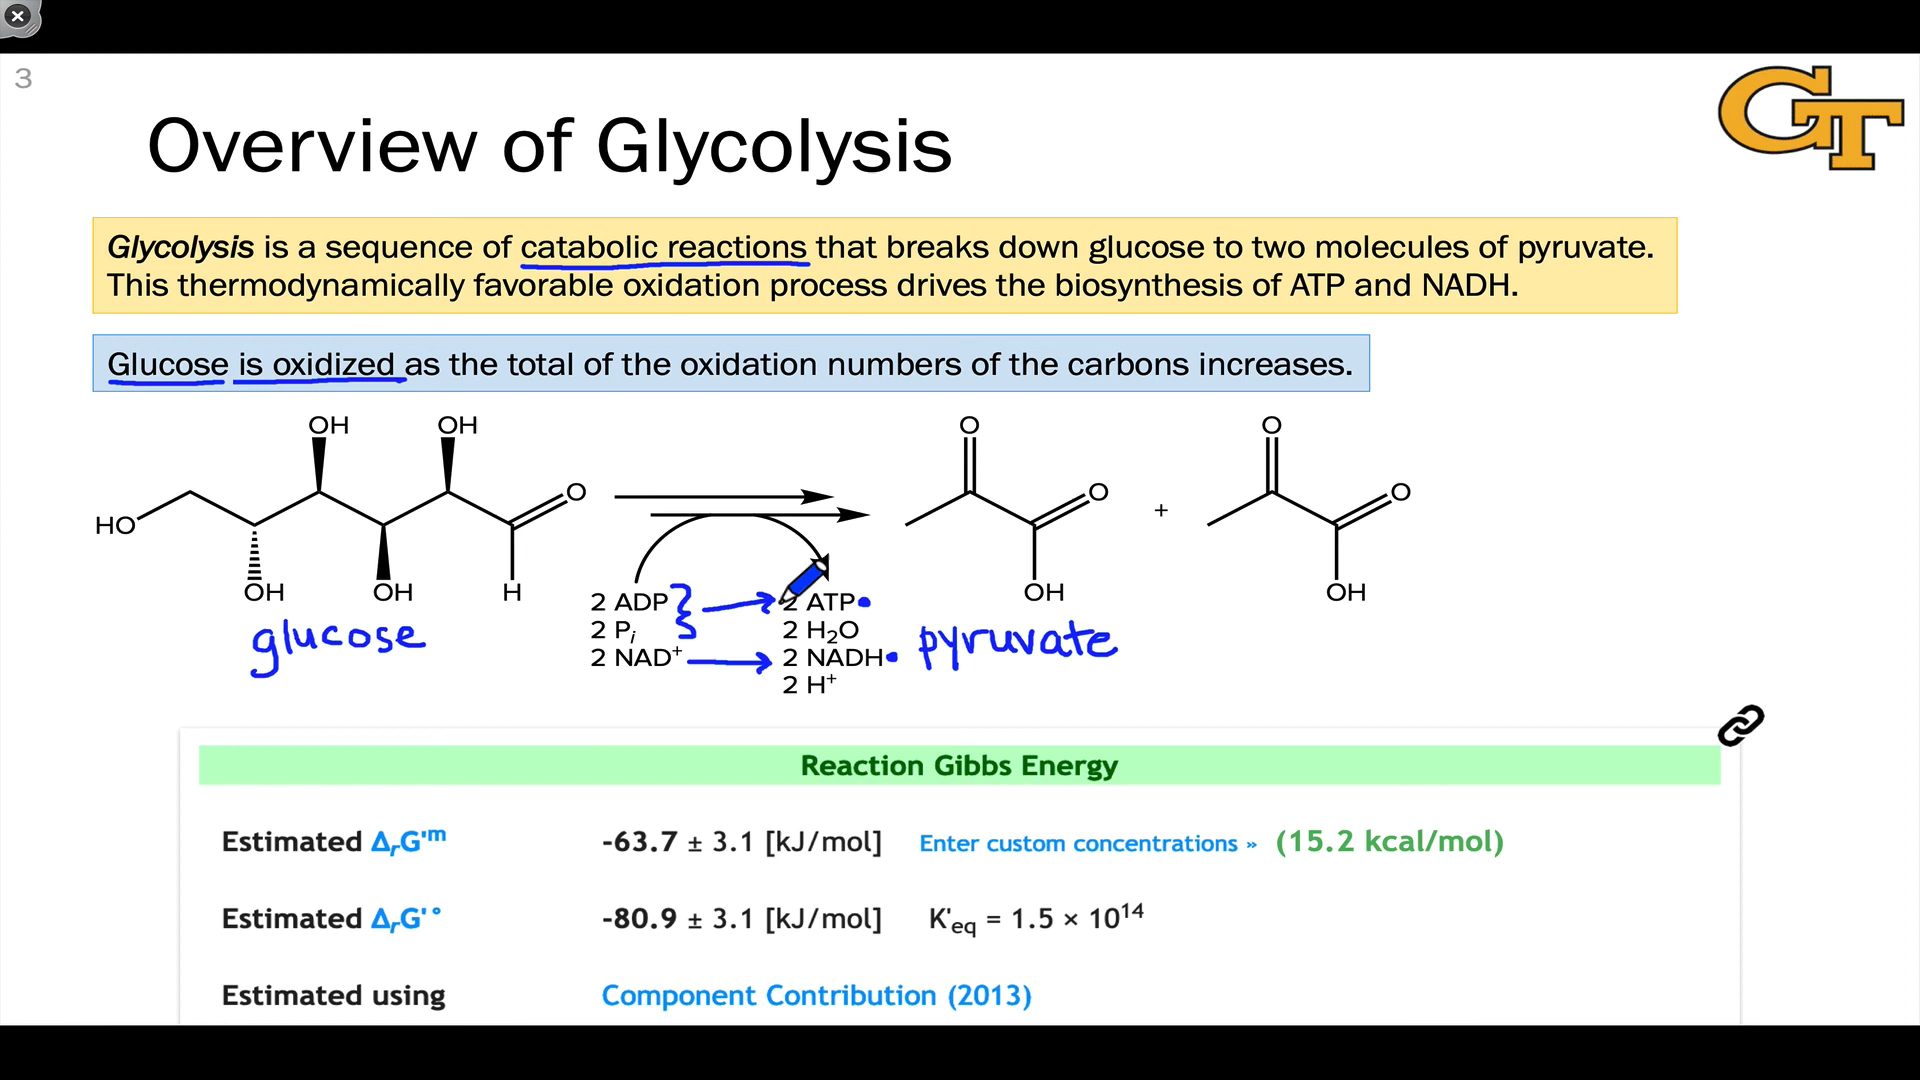 3
GT
Overview of Glycolysis
Glycolysis is a sequence of catabolic reactions that breaks down glucose to two molecules of pyruvate.
This thermodynamically favorable oxidation process drives the biosynthesis of ATP and NADH.
Glucose is oxidized as the total of the oxidation numbers of the carbons increases.
OH OH O O
HO O O + O
OH OH H OH OH
2 ADP 2 ATP
2 Pᵢ 2 H₂O
2 NAD⁺ 2 NADH
2 H⁺
glucose pyruvate
Reaction Gibbs Energy
Estimated ΔᵣG'ᵐ -63.7 ± 3.1 [kJ/mol] Enter custom concentrations » (15.2 kcal/mol)
Estimated ΔᵣG'° -80.9 ± 3.1 [kJ/mol] K'eq = 1.5 × 10¹⁴
Estimated using Component Contribution (2013)